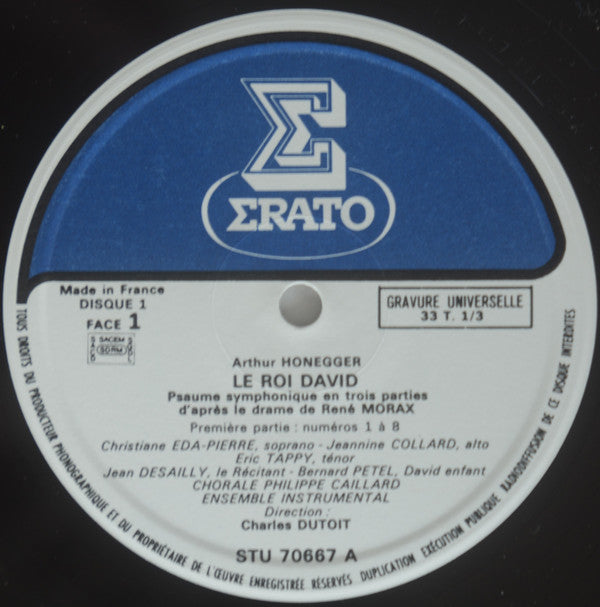 Σ
ΣRATO
Made in France
DISQUE 1
FACE 1
SACEM
SDRM
GRAVURE UNIVERSELLE
33 T. 1/3
Arthur HONEGGER
LE ROI DAVID
Psaume symphonique en trois parties
d'après le drame de René MORAX
Première partie : numéros 1 à 8
Christiane EDA-PIERRE, soprano - Jeannine COLLARD, alto
Eric TAPPY, ténor
Jean DESAILLY, le Récitant - Bernard PETEL, David enfant
CHORALE PHILIPPE CAILLARD
ENSEMBLE INSTRUMENTAL
Direction :
Charles DUTOIT
STU 70667 A
TOUS DROITS DU PRODUCTEUR PHONOGRAPHIQUE ET DU PROPRIÉTAIRE DE L'ŒUVRE ENREGISTRÉE RÉSERVÉS DUPLICATION EXÉCUTION PUBLIQUE RADIODIFFUSION DE CE DISQUE INTERDITES